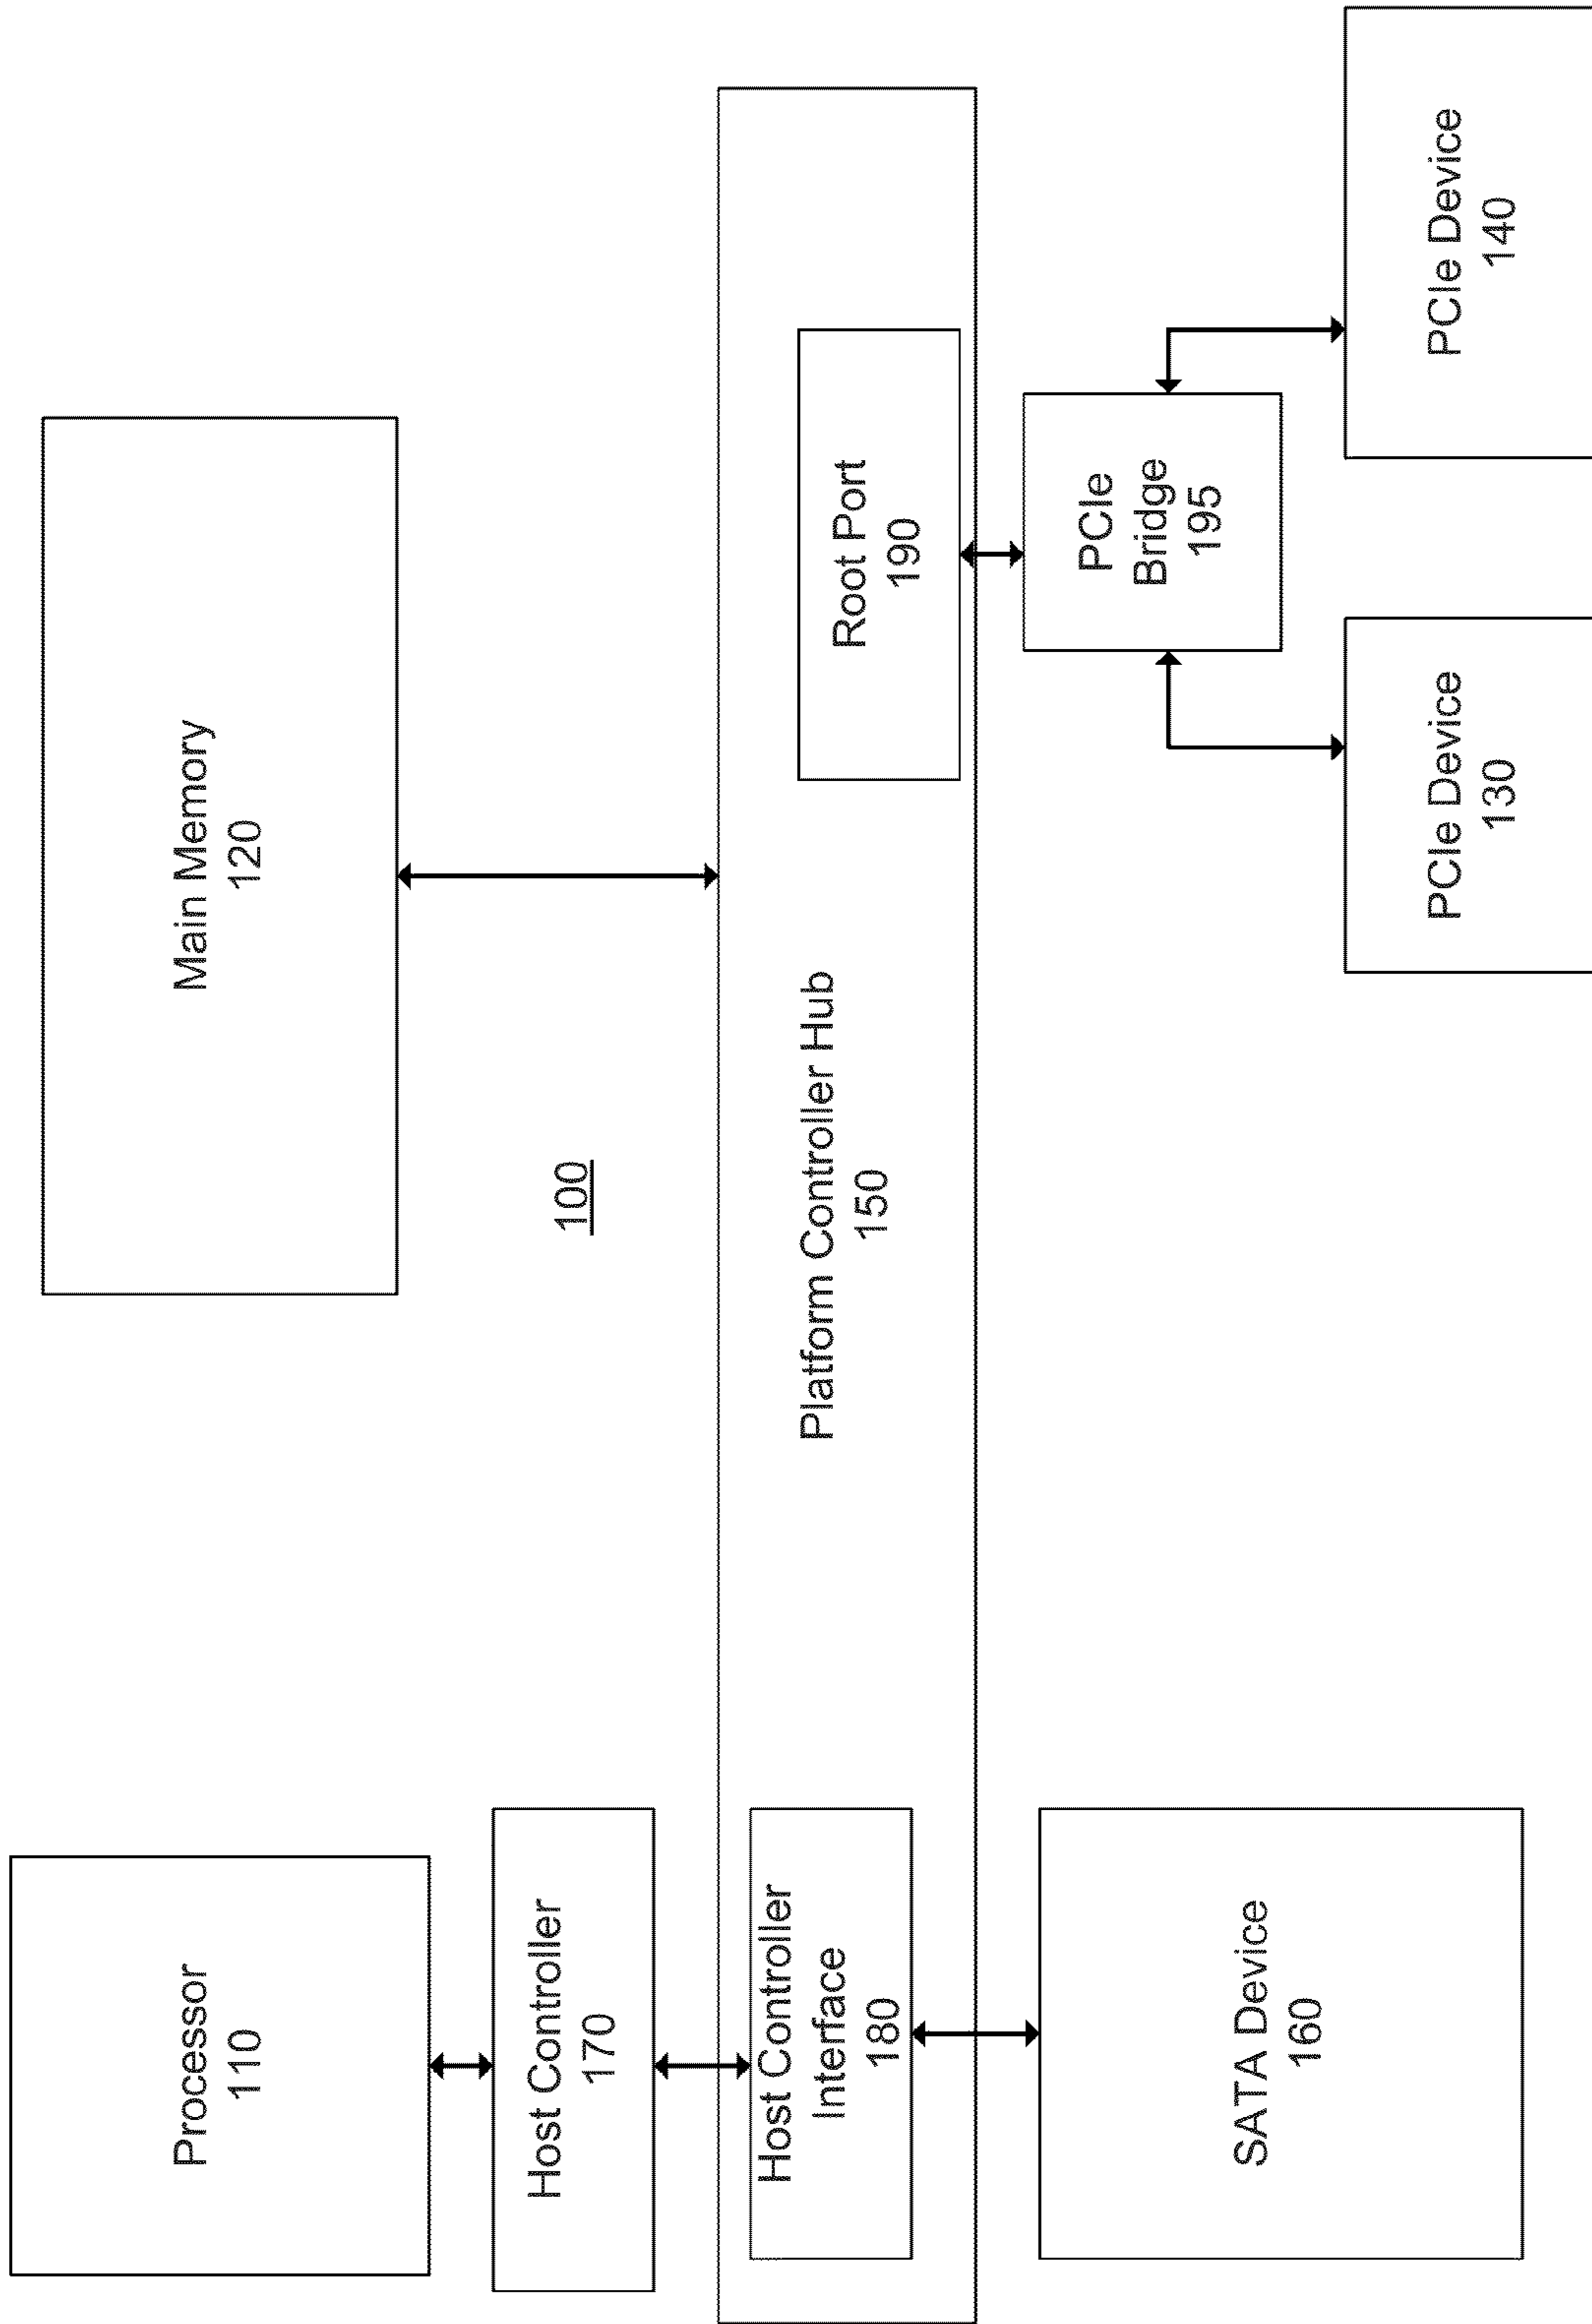 Processor
110
Main Memory
120
Host Controller
170
100
Host Controller
Interface
180
Platform Controller Hub
150
Root Port
190
PCIe
Bridge
195
SATA Device
160
PCIe Device
130
PCIe Device
140